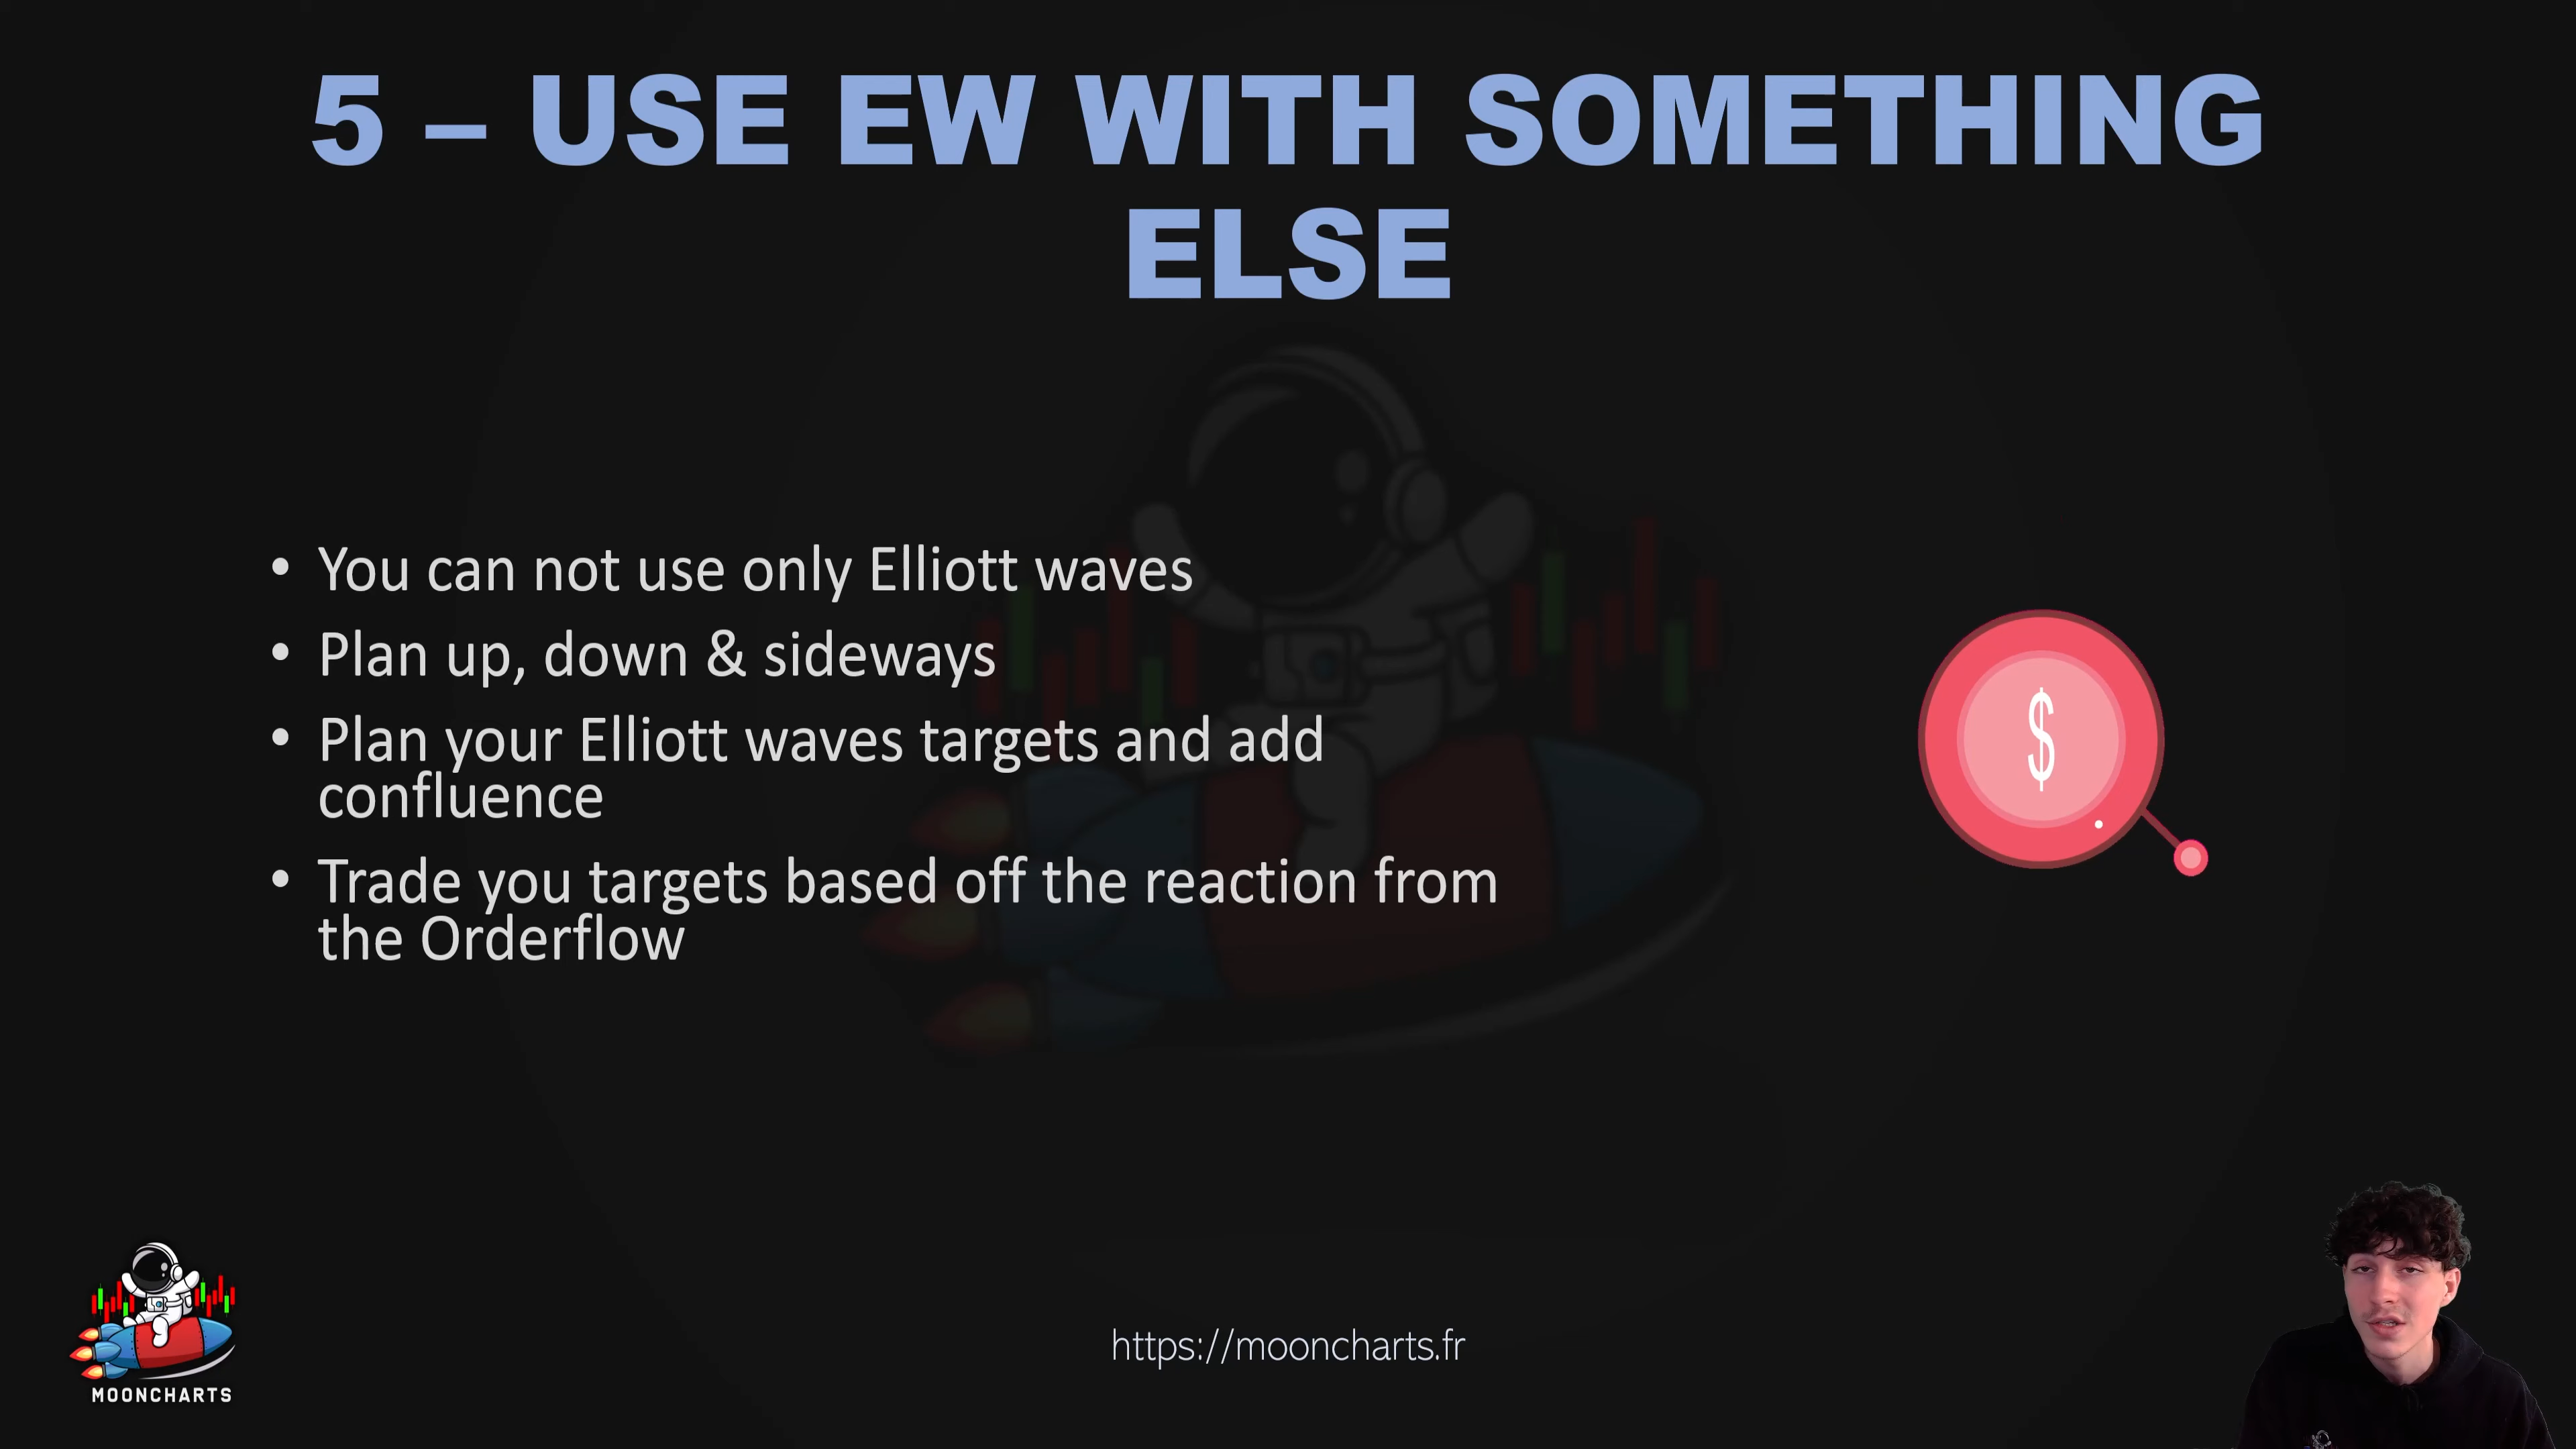 5 – USE EW WITH SOMETHING
ELSE
• You can not use only Elliott waves
• Plan up, down & sideways
• Plan your Elliott waves targets and add
confluence
• Trade you targets based off the reaction from
the Orderflow
$
MOONCHARTS
https://mooncharts.fr